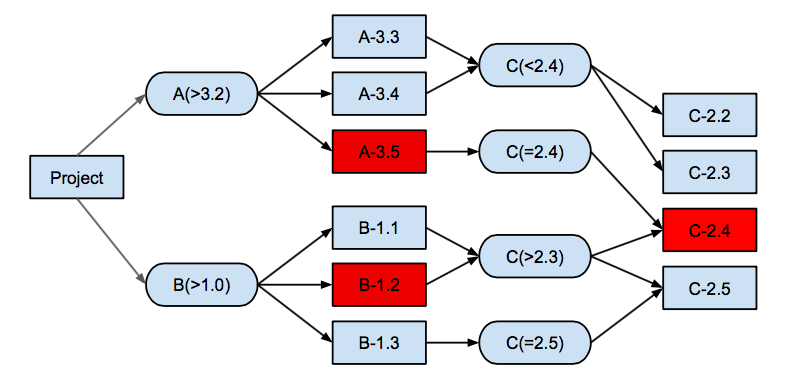 Project
A(>3.2)
B(>1.0)
A-3.3
A-3.4
A-3.5
B-1.1
B-1.2
B-1.3
C(<2.4)
C(=2.4)
C(>2.3)
C(=2.5)
C-2.2
C-2.3
C-2.4
C-2.5